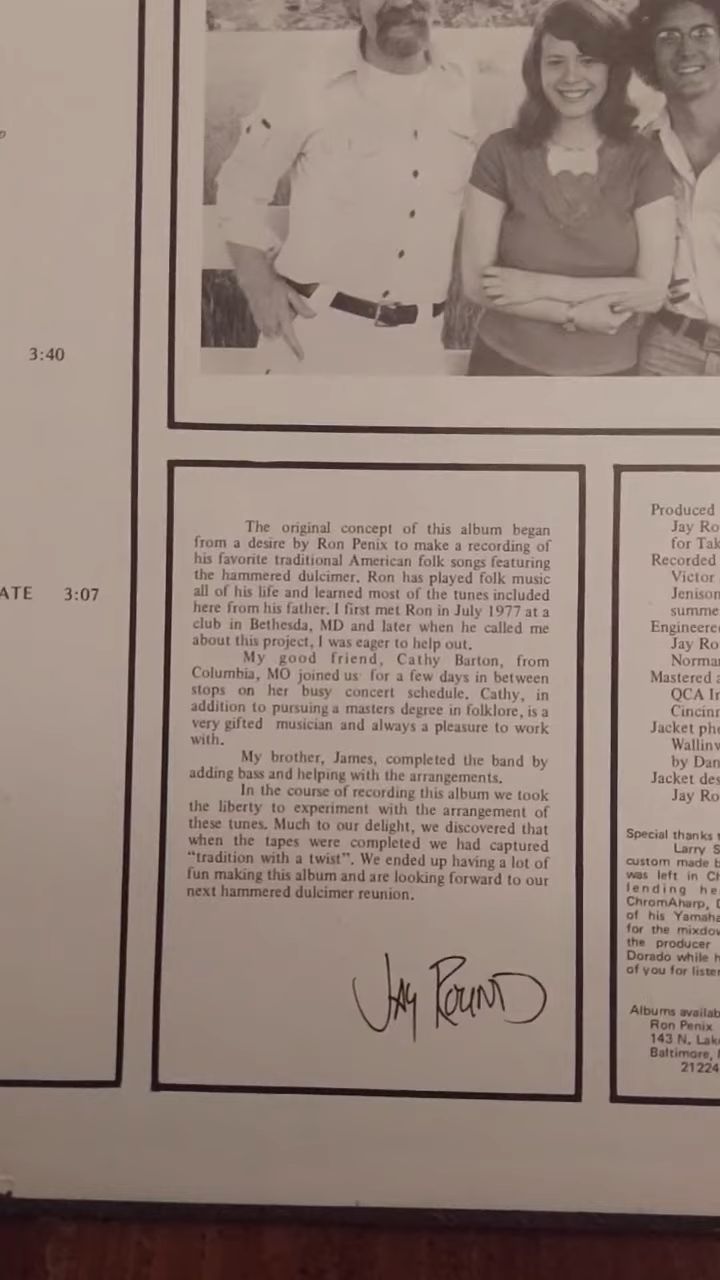 3:40
ATE 3:07
The original concept of this album began
from a desire by Ron Penix to make a recording of
his favorite traditional American folk songs featuring
the hammered dulcimer. Ron has played folk music
all of his life and learned most of the tunes included
here from his father. I first met Ron in July 1977 at a
club in Bethesda, MD and later when he called me
about this project, I was eager to help out.
My good friend, Cathy Barton, from
Columbia, MO joined us for a few days in between
stops on her busy concert schedule. Cathy, in
addition to pursuing a masters degree in folklore, is a
very gifted musician and always a pleasure to work
with.
My brother, James, completed the band by
adding bass and helping with the arrangements.
In the course of recording this album we took
the liberty to experiment with the arrangement of
these tunes. Much to our delight, we discovered that
when the tapes were completed we had captured
"tradition with a twist". We ended up having a lot of
fun making this album and are looking forward to our
next hammered dulcimer reunion.
Jay Round
Produced
Jay Ro
for Tak
Recorded
Victor
Jenison
summe
Engineere
Jay Ro
Norma
Mastered a
QCA In
Cincinn
Jacket pho
Wallinw
by Dan
Jacket des
Jay Ro
Special thanks t
Larry S
custom made b
was left in Ch
lending he
ChromAharp, D
of his Yamaha
for the mixdow
the producer
Dorado while h
of you for lister
Albums availab
Ron Penix
143 N. Lak
Baltimore,
21224